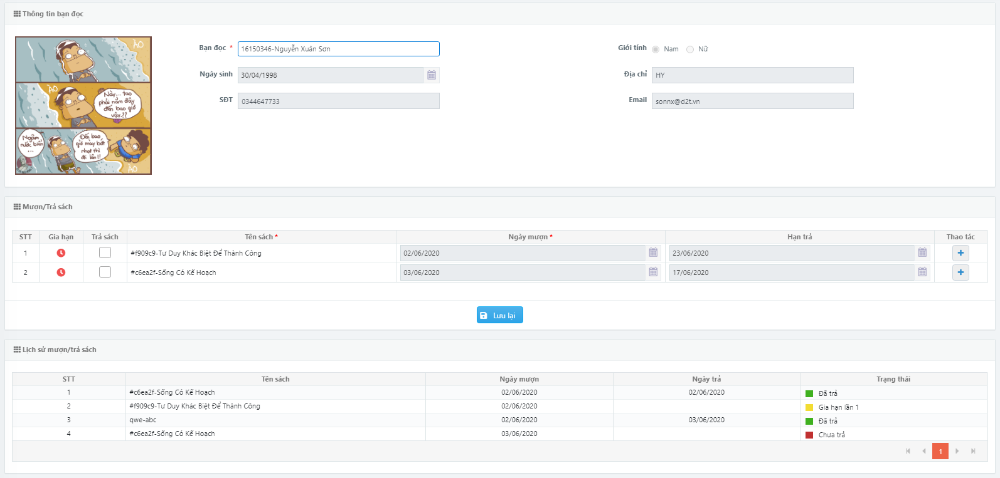 Thông tin bạn đọc
ÀO
ÀO
Này... tao
phải nằm đây
đến bao giờ
vậy.??
Ngấm
nước biển
...
Đến bao
giờ mày bớt
nhạt thì
đi lên!!
ÀO
Bạn đọc *
16150346-Nguyễn Xuân Sơn
Giới tính
Nam
Nữ
Ngày sinh
30/04/1998
Địa chỉ
HY
SĐT
0344647733
Email
sonnx@d2t.vn
Mượn/Trả sách
STT Gia hạn Trả sách Tên sách * Ngày mượn * Hạn trả Thao tác
1 #f909c9-Tư Duy Khác Biệt Để Thành Công 02/06/2020 23/06/2020 +
2 #c6ea2f-Sống Có Kế Hoạch 03/06/2020 17/06/2020 +
Lưu lại
Lịch sử mượn/trả sách
STT Tên sách Ngày mượn Ngày trả Trạng thái
1 #c6ea2f-Sống Có Kế Hoạch 02/06/2020 02/06/2020 Đã trả
2 #f909c9-Tư Duy Khác Biệt Để Thành Công 02/06/2020 Gia hạn lần 1
3 qwe-abc 02/06/2020 03/06/2020 Đã trả
4 #c6ea2f-Sống Có Kế Hoạch 03/06/2020 Chưa trả
1